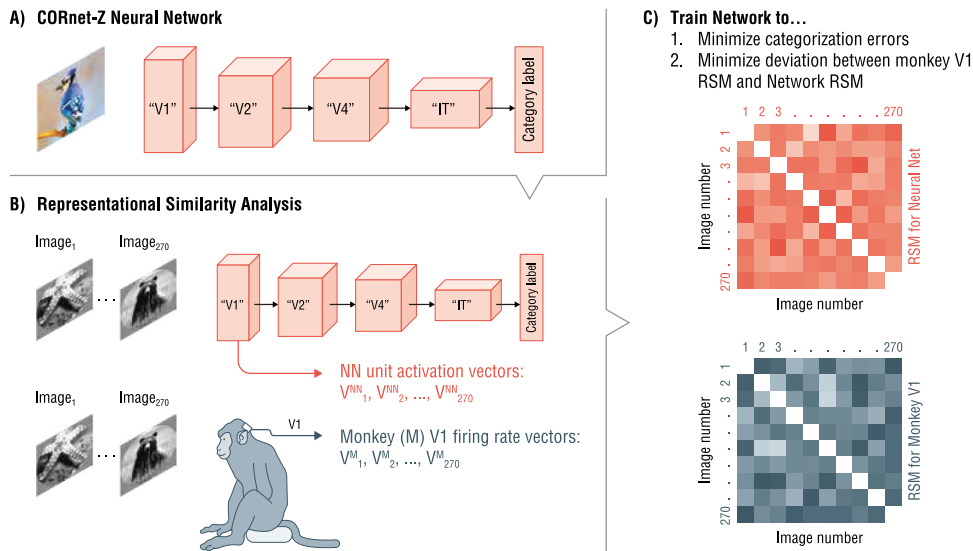 A) CORnet-Z Neural Network
"V1"
"V2"
"V4"
"IT"
Category label
B) Representational Similarity Analysis
Image₁
Image₂₇₀
. . .
"V1"
"V2"
"V4"
"IT"
Category label
NN unit activation vectors:
Vᴺᴺ₁, Vᴺᴺ₂, ..., Vᴺᴺ₂₇₀
Image₁
Image₂₇₀
. . .
V1
Monkey (M) V1 firing rate vectors:
Vᴹ₁, Vᴹ₂, ..., Vᴹ₂₇₀
C) Train Network to…
1. Minimize categorization errors
2. Minimize deviation between monkey V1
RSM and Network RSM
1 2 3 . . . . . . 270
Image number
1 2 3 . . . . . . 270
RSM for Neural Net
Image number
1 2 3 . . . . . . 270
Image number
1 2 3 . . . . . . 270
RSM for Monkey V1
Image number